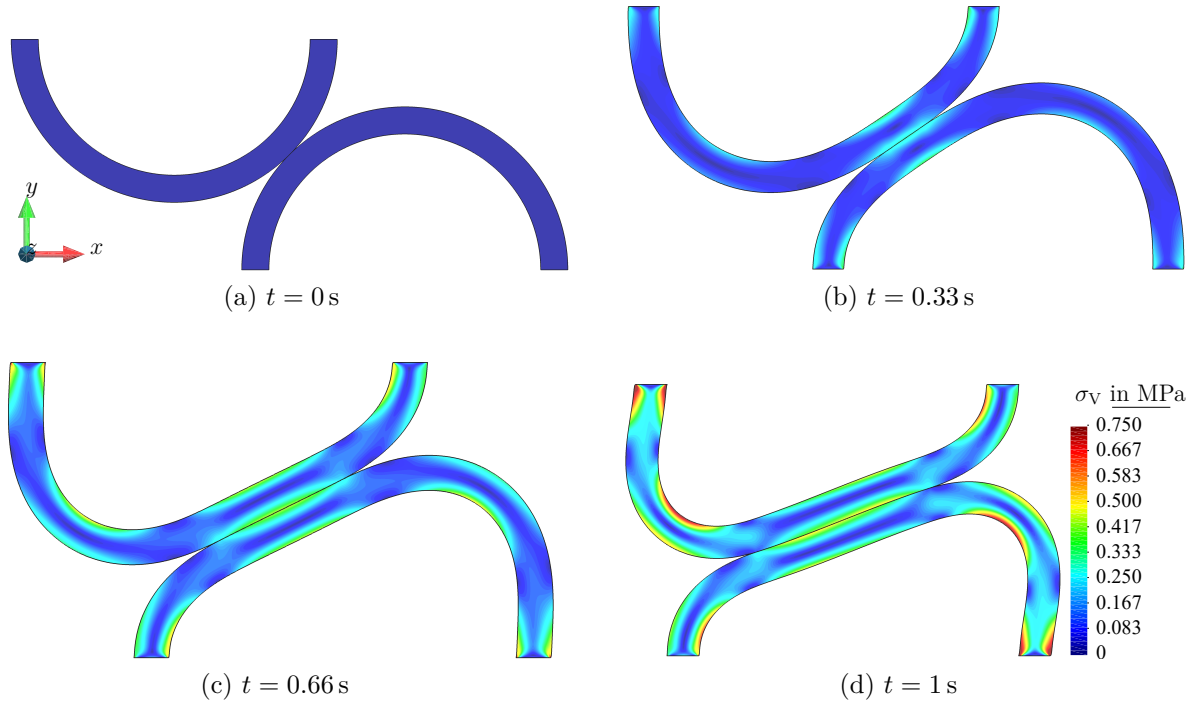 y
z
x
(a) t = 0 s
(b) t = 0.33 s
(c) t = 0.66 s
(d) t = 1 s
σ_V in MPa
0.750
0.667
0.583
0.500
0.417
0.333
0.250
0.167
0.083
0